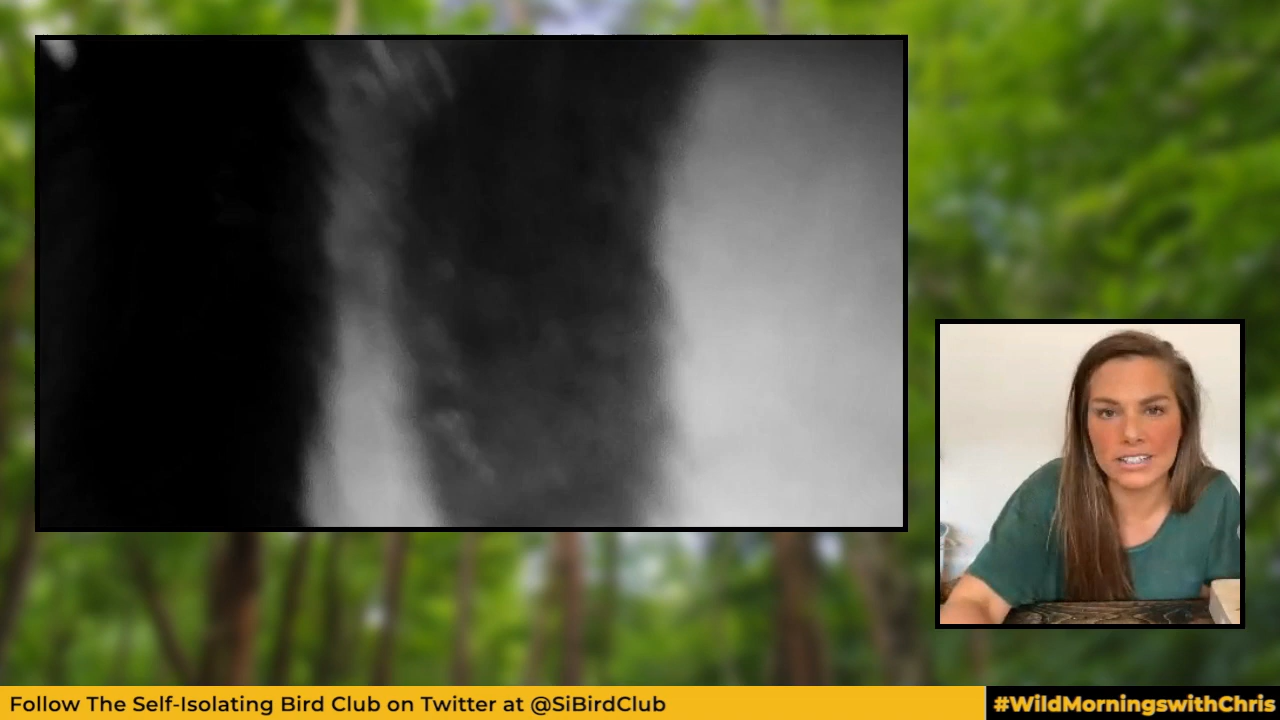 Follow The Self-Isolating Bird Club on Twitter at @SiBirdClub
#WildMorningswithChris